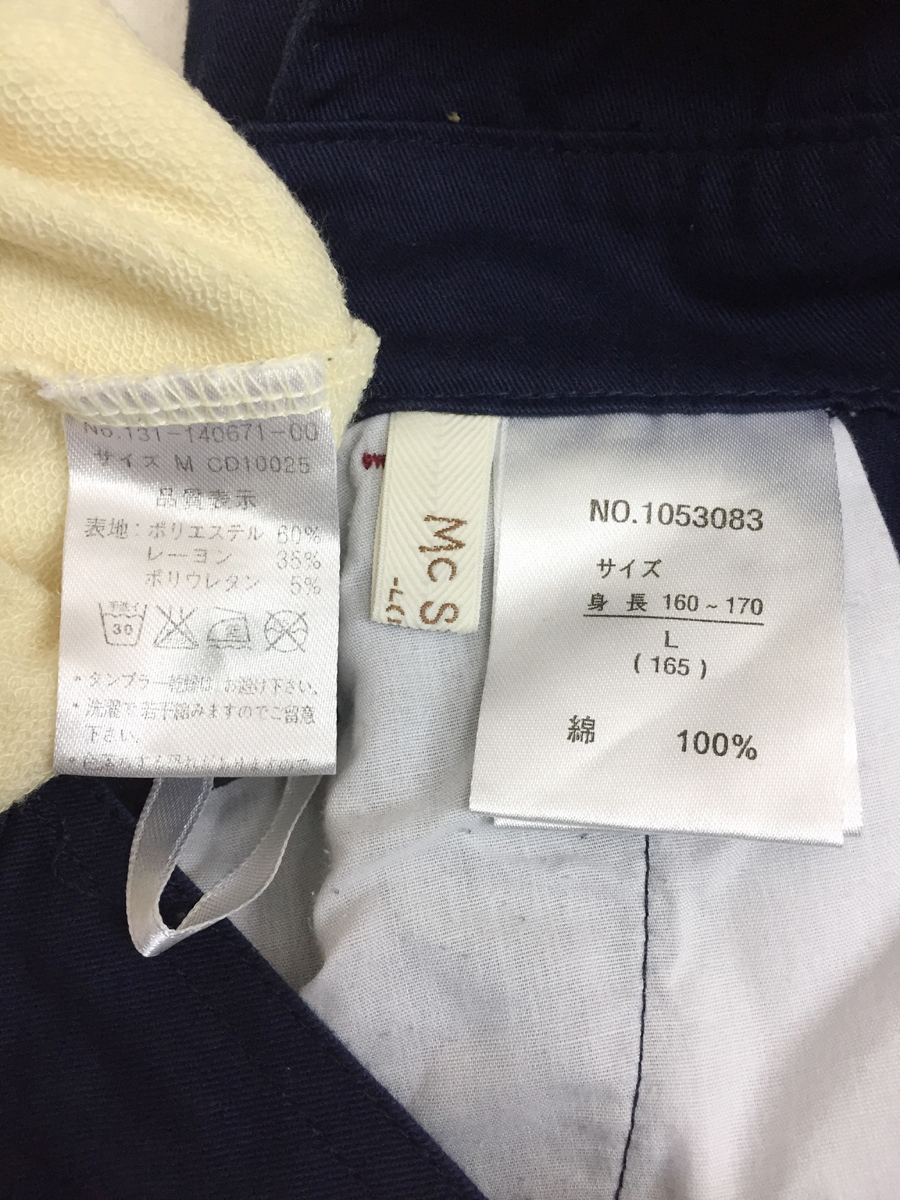 No.131-140671-00
サイズ M CD10025
品質表示
表地:ポリエステル 60%
レーヨン 35%
ポリウレタン 5%
手洗イ
30
*タンブラー乾燥は、お避け下さい。
*洗濯で若干縮みますのでご留意
下さい。
Mc S
NO.1053083
サイズ
身 長 160~170
L
(165)
綿 100%